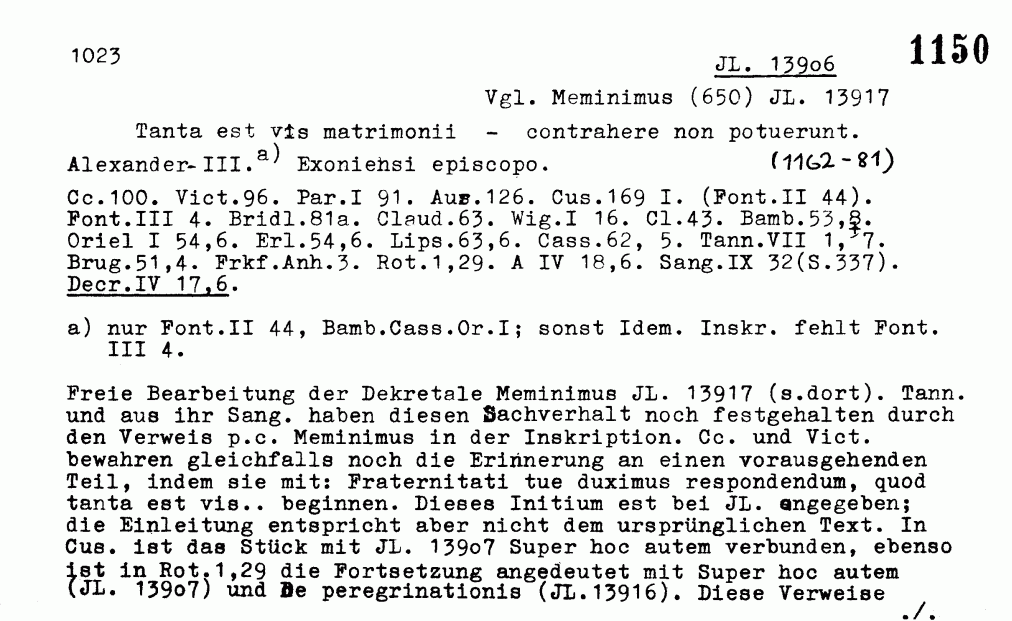 1023
1150
JL. 139o6
Vgl. Meminimus (650) JL. 13917
Tanta est vis matrimonii - contrahere non potuerunt.
Alexander III.a) Exoniensi episcopo. (1162-81)
Cc.100. Vict.96. Par.I 91. Aur.126. Cus.169 I. (Font.II 44).
Font.III 4. Bridl.81a. Claud.63. Wig.I 16. Cl.43. Bamb.53,
Oriel I 54,6. Erl.54,6. Lips.63,6. Cass.62, 5. Tann.VII 1, 7.
Brug.51,4. Frkf.Anh.3. Rot.1,29. A IV 18,6. Sang.IX 32(S.337).
Decr.IV 17,6.
a) nur Font.II 44, Bamb.Cass.Or.I; sonst Idem. Inskr. fehlt Font.
III 4.
Freie Bearbeitung der Dekretale Meminimus JL. 13917 (s.dort). Tann.
und aus ihr Sang. haben diesen Sachverhalt noch festgehalten durch
den Verweis p.c. Meminimus in der Inskription. Cc. und Vict.
bewahren gleichfalls noch die Erinnerung an einen vorausgehenden
Teil, indem sie mit: Fraternitati tue duximus respondendum, quod
tanta est vis.. beginnen. Dieses Initium est bei JL. angegeben;
die Einleitung entspricht aber nicht dem ursprünglichen Text. In
Cus. ist das Stück mit JL. 139o7 Super hoc autem verbunden, ebenso
ist in Rot.1,29 die Fortsetzung angedeutet mit Super hoc autem
(JL. 139o7) und De peregrinationis (JL.13916). Diese Verweise
./.